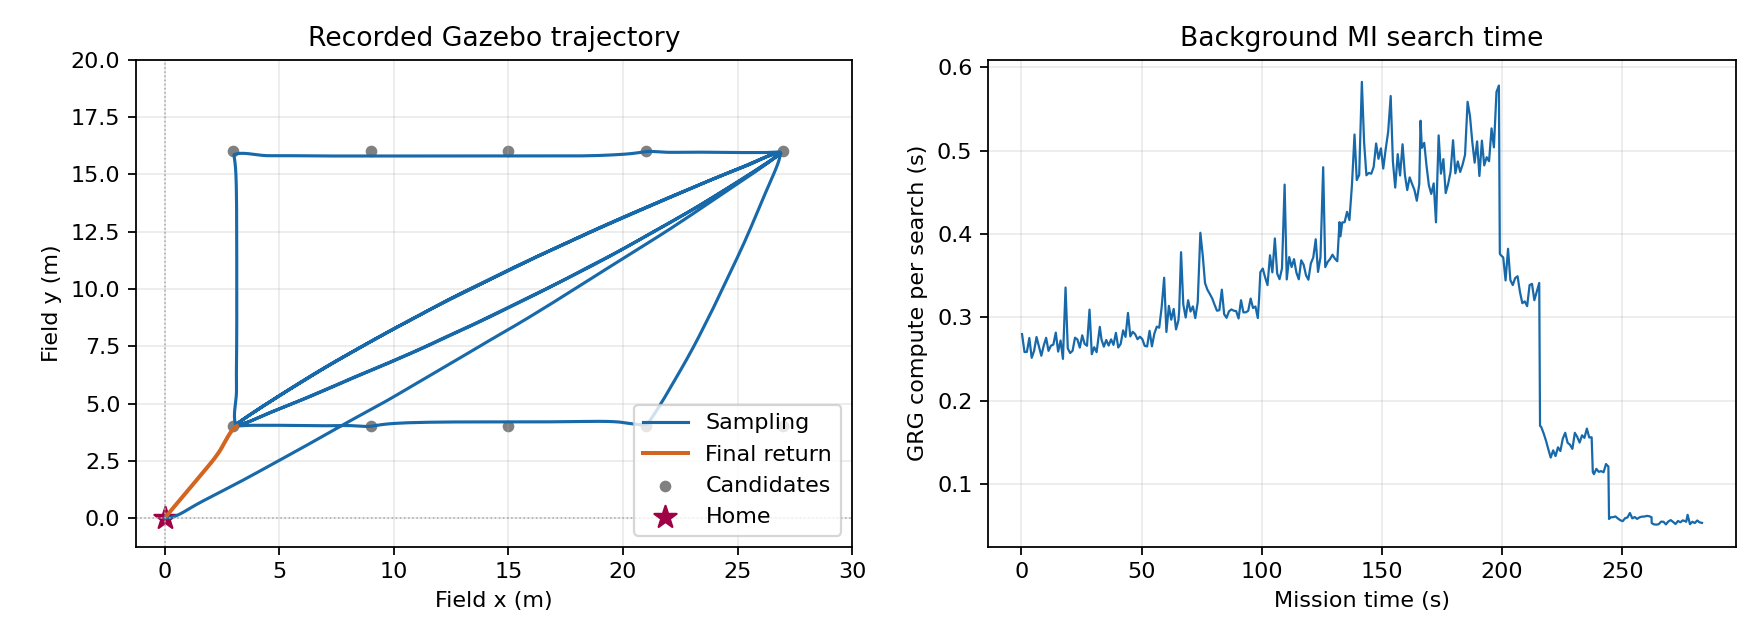 Recorded Gazebo trajectory
20.0
17.5
15.0
12.5
10.0
7.5
5.0
2.5
0.0
Field y (m)
0 5 10 15 20 25 30
Field x (m)
Sampling
Final return
Candidates
Home
Background MI search time
0.6
0.5
0.4
0.3
0.2
0.1
GRG compute per search (s)
0 50 100 150 200 250
Mission time (s)